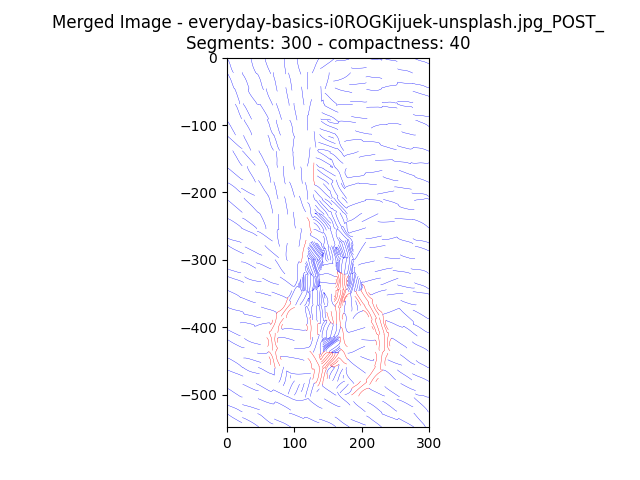 Merged Image - everyday-basics-i0ROGKijuek-unsplash.jpg_POST_
Segments: 300 - compactness: 40
0
−100
−200
−300
−400
−500
0 100 200 300